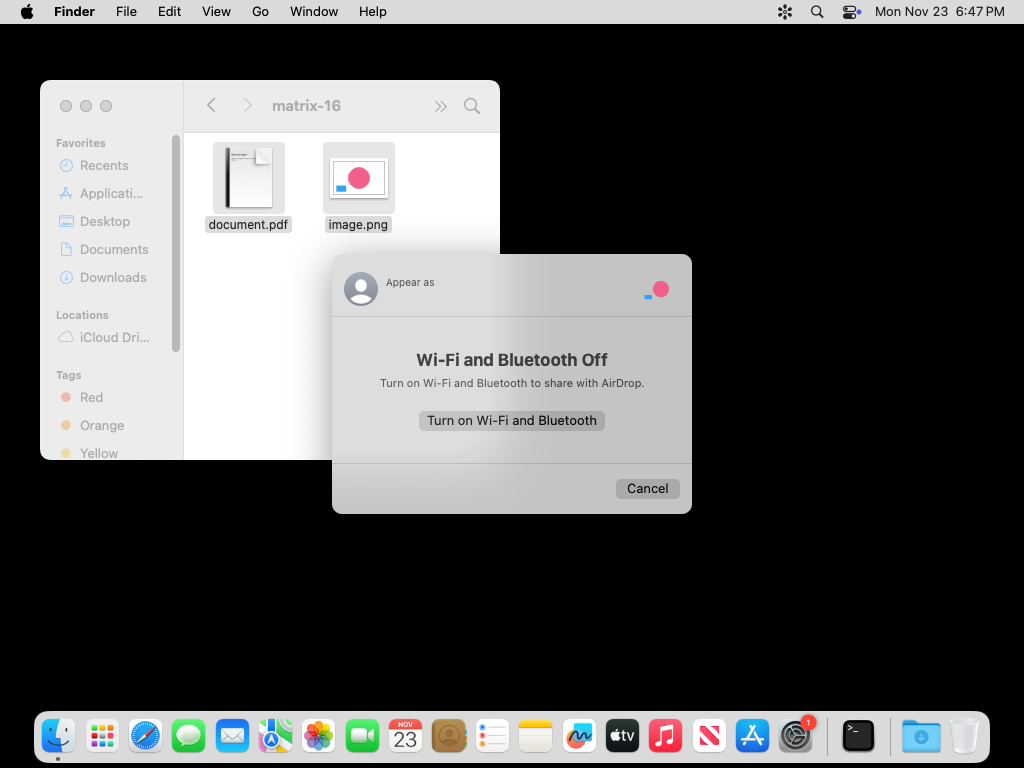 Finder File Edit View Go Window Help Mon Nov 23 6:47 PM
matrix-16
Favorites
Recents
Applicati...
Desktop
Documents
Downloads
Locations
iCloud Dri...
Tags
Red
Orange
Yellow
document.pdf image.png
Appear as
Wi-Fi and Bluetooth Off
Turn on Wi-Fi and Bluetooth to share with AirDrop.
Turn on Wi-Fi and Bluetooth
Cancel
NOV
23
tv
1
>_